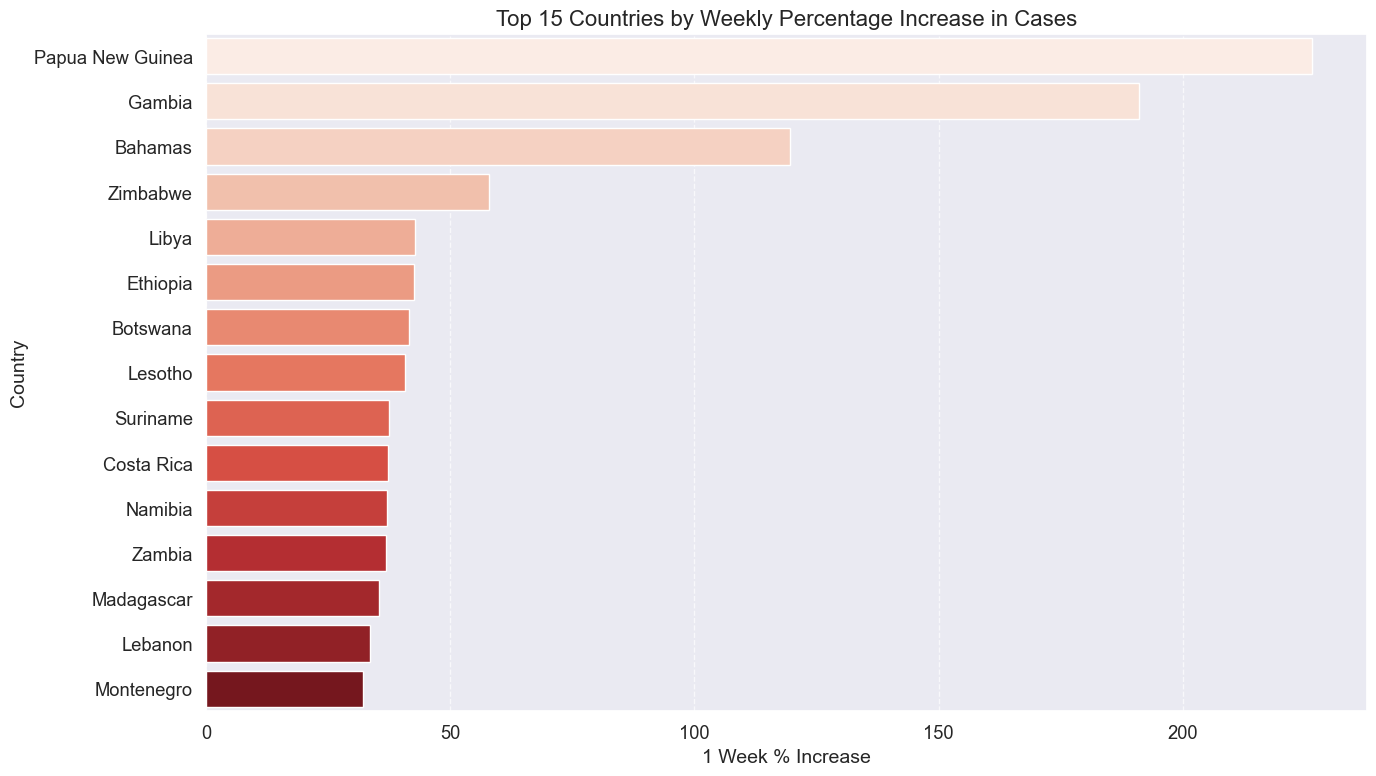 Top 15 Countries by Weekly Percentage Increase in Cases
Papua New Guinea
Gambia
Bahamas
Zimbabwe
Libya
Ethiopia
Botswana
Lesotho
Suriname
Costa Rica
Namibia
Zambia
Madagascar
Lebanon
Montenegro
Country
0 50 100 150 200
1 Week % Increase